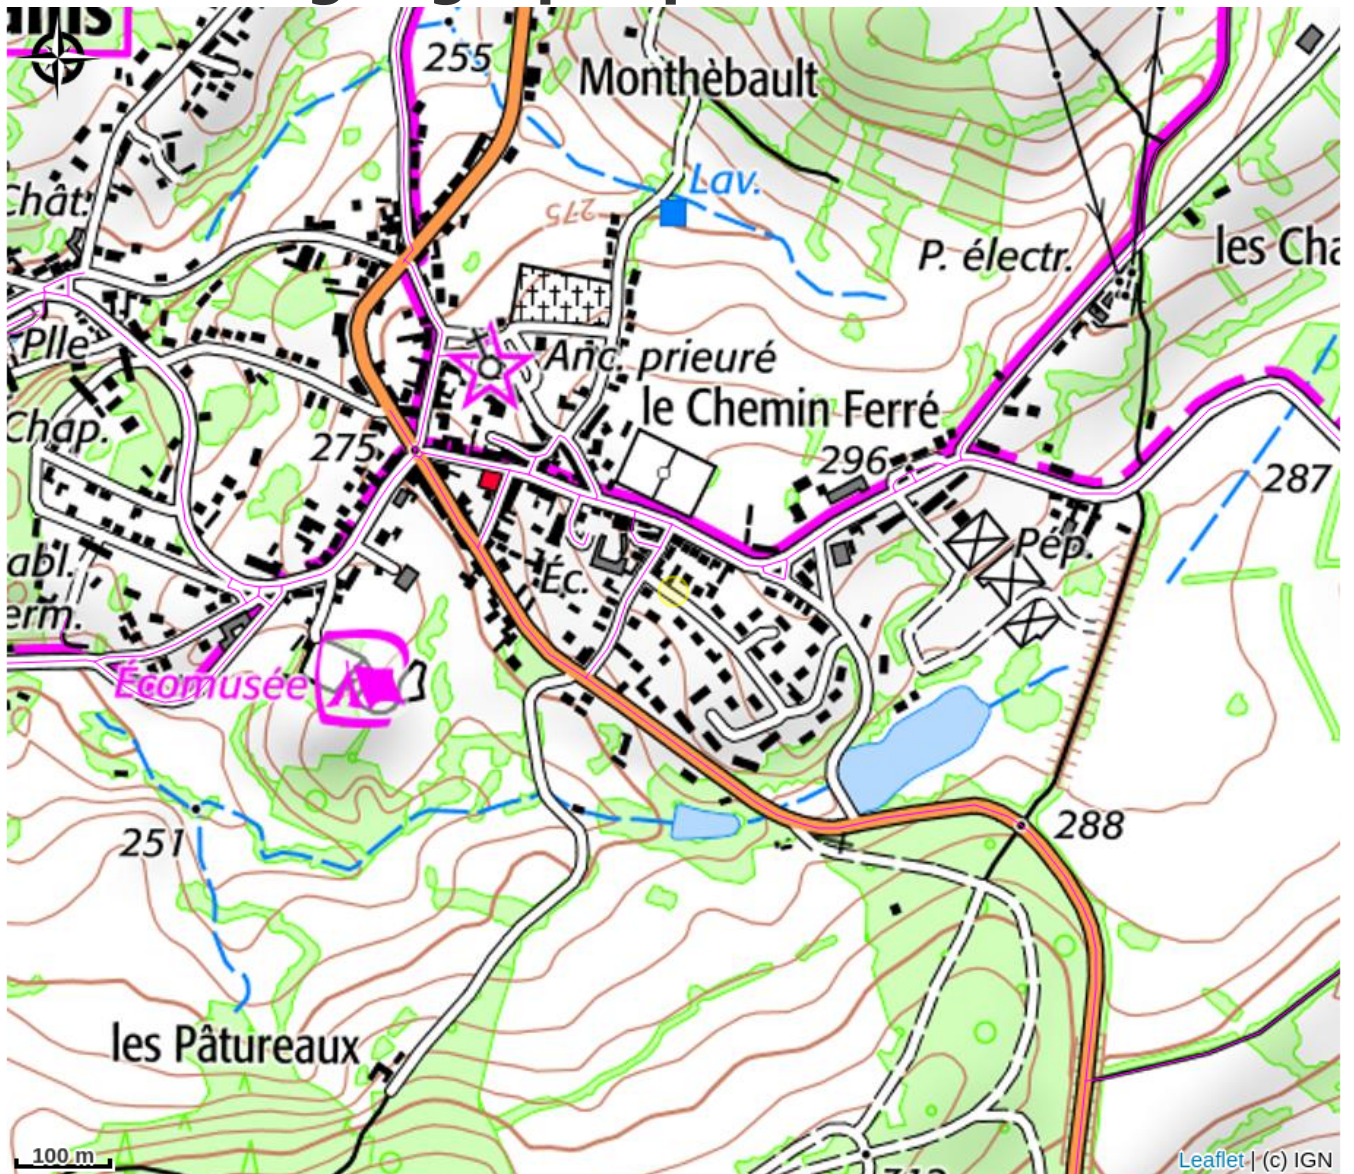 255
Monthèbault
Lav.
Chât.
275
P. électr.
les Cha
Plle
Anc. prieuré
le Chemin Ferré
Chap.
275
296
287
Pép.
abl.
Éc.
erm.
Écomusée
288
251
les Pâtureaux
100 m
Leaflet | (c) IGN